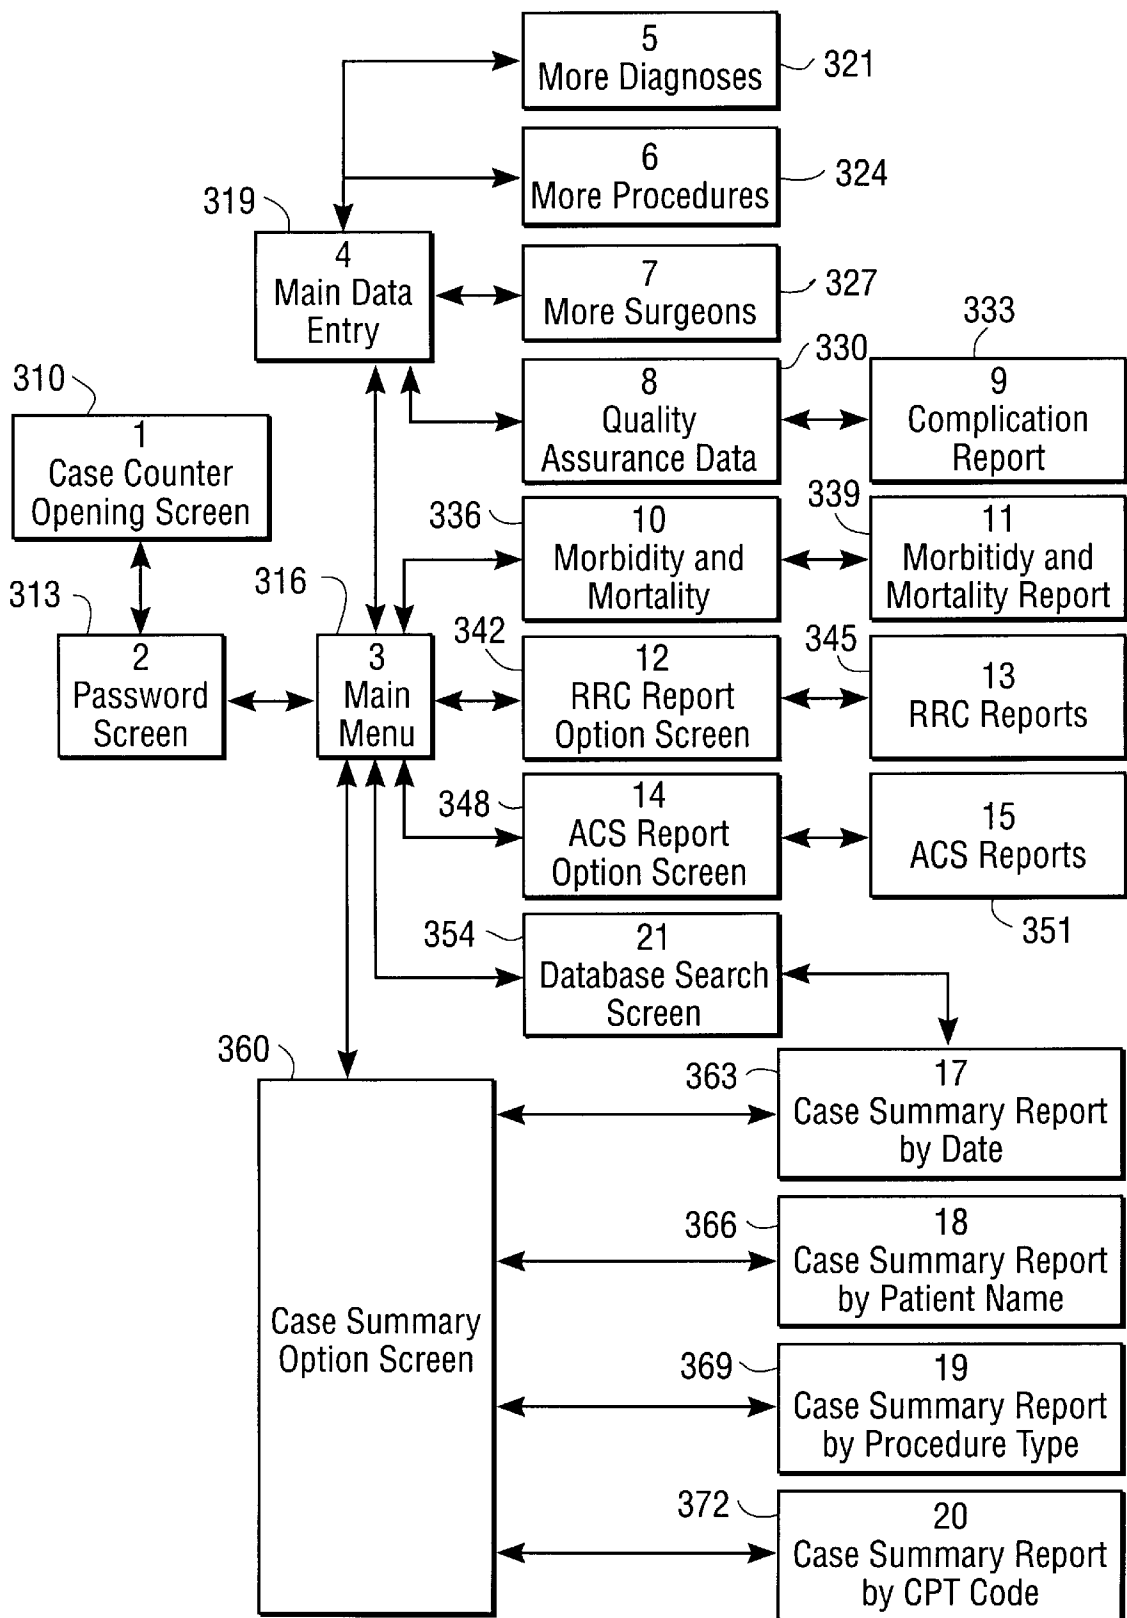 5
More Diagnoses
321
6
More Procedures
324
319
4
Main Data
Entry
7
More Surgeons
327
330
333
8
Quality
Assurance Data
9
Complication
Report
310
1
Case Counter
Opening Screen
336
339
10
Morbidity and
Mortality
11
Morbitidy and
Mortality Report
313
316
342
345
2
Password
Screen
3
Main
Menu
12
RRC Report
Option Screen
13
RRC Reports
348
14
ACS Report
Option Screen
15
ACS Reports
351
354
21
Database Search
Screen
360
363
17
Case Summary Report
by Date
366
18
Case Summary Report
by Patient Name
Case Summary
Option Screen
369
19
Case Summary Report
by Procedure Type
372
20
Case Summary Report
by CPT Code